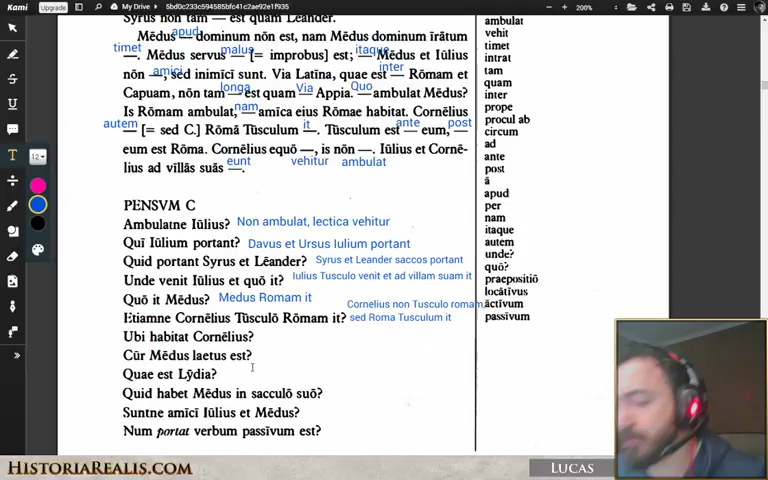 Kami
Upgrade
My Drive
5bd0c233c594585bfc41c2ae92e1f935
200%
Syrus nōn tam — est quam Lēander.
Mēdus — dominum nōn est, nam Mēdus dominum īrātum
apud
timet
—. Mēdus servus — [= improbus] est; — Mēdus et Iūlius
malus
itaque
nōn —, sed inimīcī sunt. Via Latīna, quae est — Rōmam et
amici
inter
Capuam, nōn tam — est quam — Appia. — ambulat Mēdus?
longa
Via
Quo
Is Rōmam ambulat, — amīca eius Rōmae habitat. Cornēlius
nam
autem
— [= sed C.] Rōmā Tūsculum —. Tūsculum est — eum, —
it
ante
post
eum est Rōma. Cornēlius equō —, is nōn —. Iūlius et Cornē-
lius ad vīllās suās —.
eunt
vehitur
ambulat
PENSVM C
Ambulatne Iūlius?
Non ambulat, lectica vehitur
Quī Iūlium portant?
Davus et Ursus Iulium portant
Quid portant Syrus et Lēander?
Syrus et Leander saccos portant
Unde venit Iūlius et quō it?
Iulius Tusculo venit et ad villam suam it
Quō it Mēdus?
Medus Romam it
Etiamne Cornēlius Tūsculō Rōmam it?
Cornelius non Tusculo romam,
sed Roma Tusculum it
Ubi habitat Cornēlius?
Cūr Mēdus laetus est?
Quae est Lȳdia?
Quid habet Mēdus in sacculō suō?
Suntne amīcī Iūlius et Mēdus?
Num portat verbum passīvum est?
ambulat
vehit
timet
intrat
tam
quam
inter
prope
procul ab
circum
ad
ante
post
ā
apud
per
nam
itaque
autem
unde?
quō?
praepositiō
locātīvus
āctīvum
passīvum
12
HISTORIAREALIS.COM
LUCAS